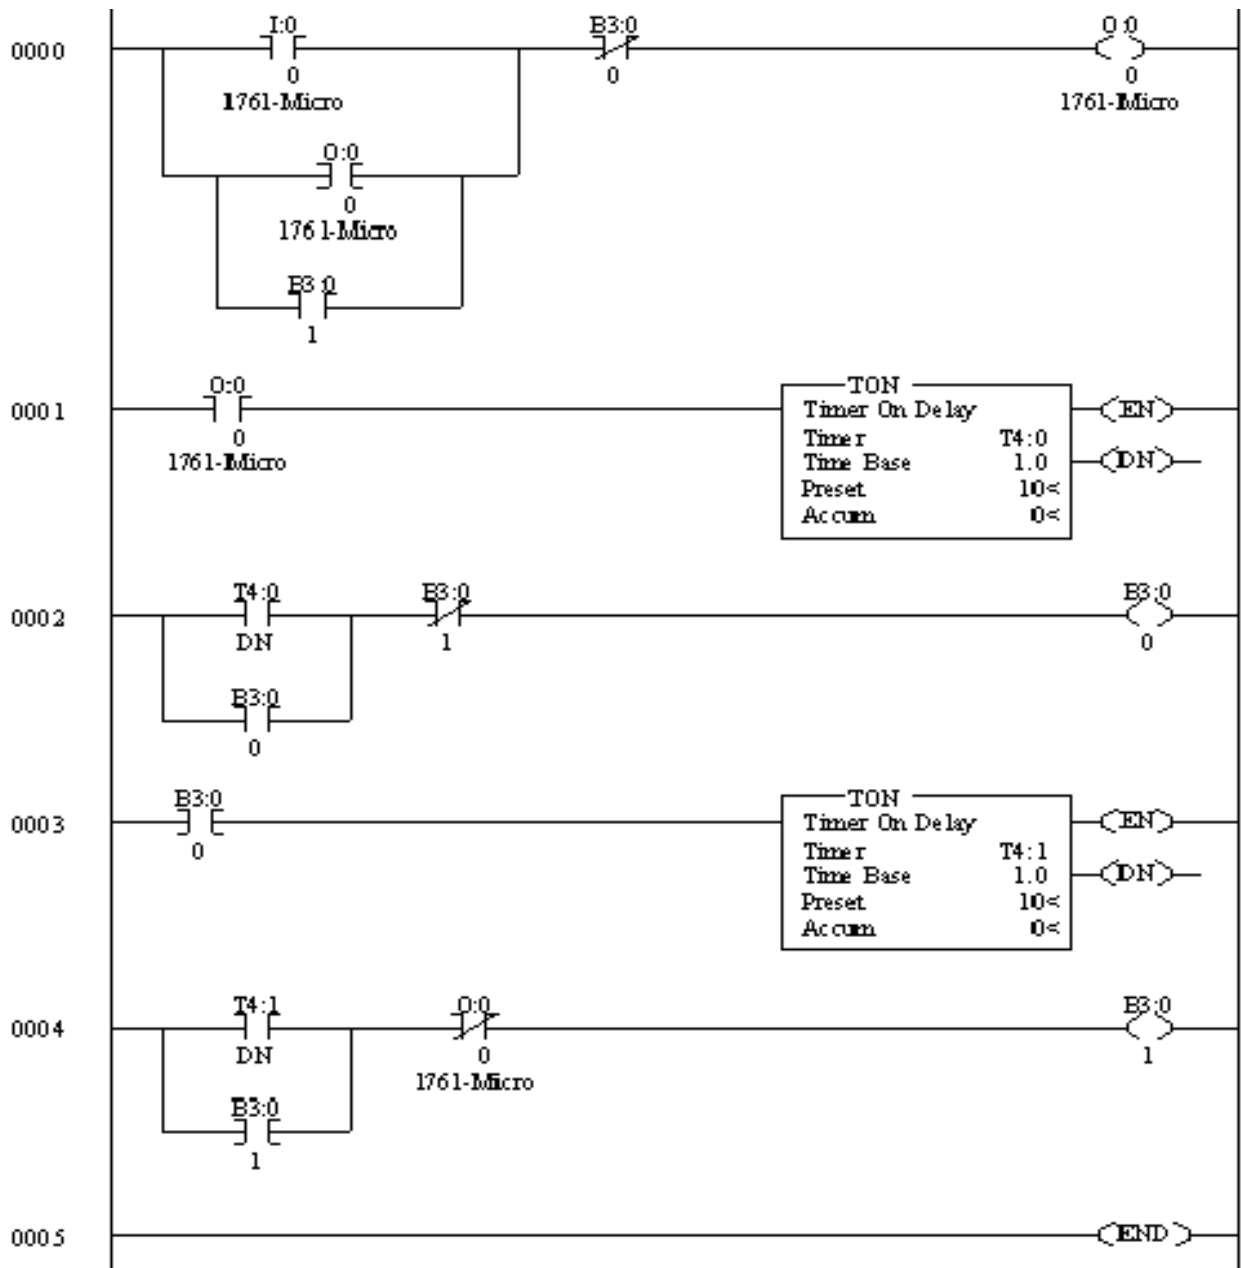 I:0 B3:0 O:0
0000
0 0 0
1761-Micro 1761-Micro
O:0
0
1761-Micro
B3:0
1
O:0 TON
0001 Timer On Delay EN
0 Timer T4:0
1761-Micro Time Base 1.0 DN
Preset 10<
Accum 0<
T4:0 B3:0 B3:0
0002
DN 1 0
B3:0
0
B3:0 TON
0003 Timer On Delay EN
0 Timer T4:1
Time Base 1.0 DN
Preset 10<
Accum 0<
T4:1 O:0 B3:0
0004
DN 0 1
1761-Micro
B3:0
1
0005 END